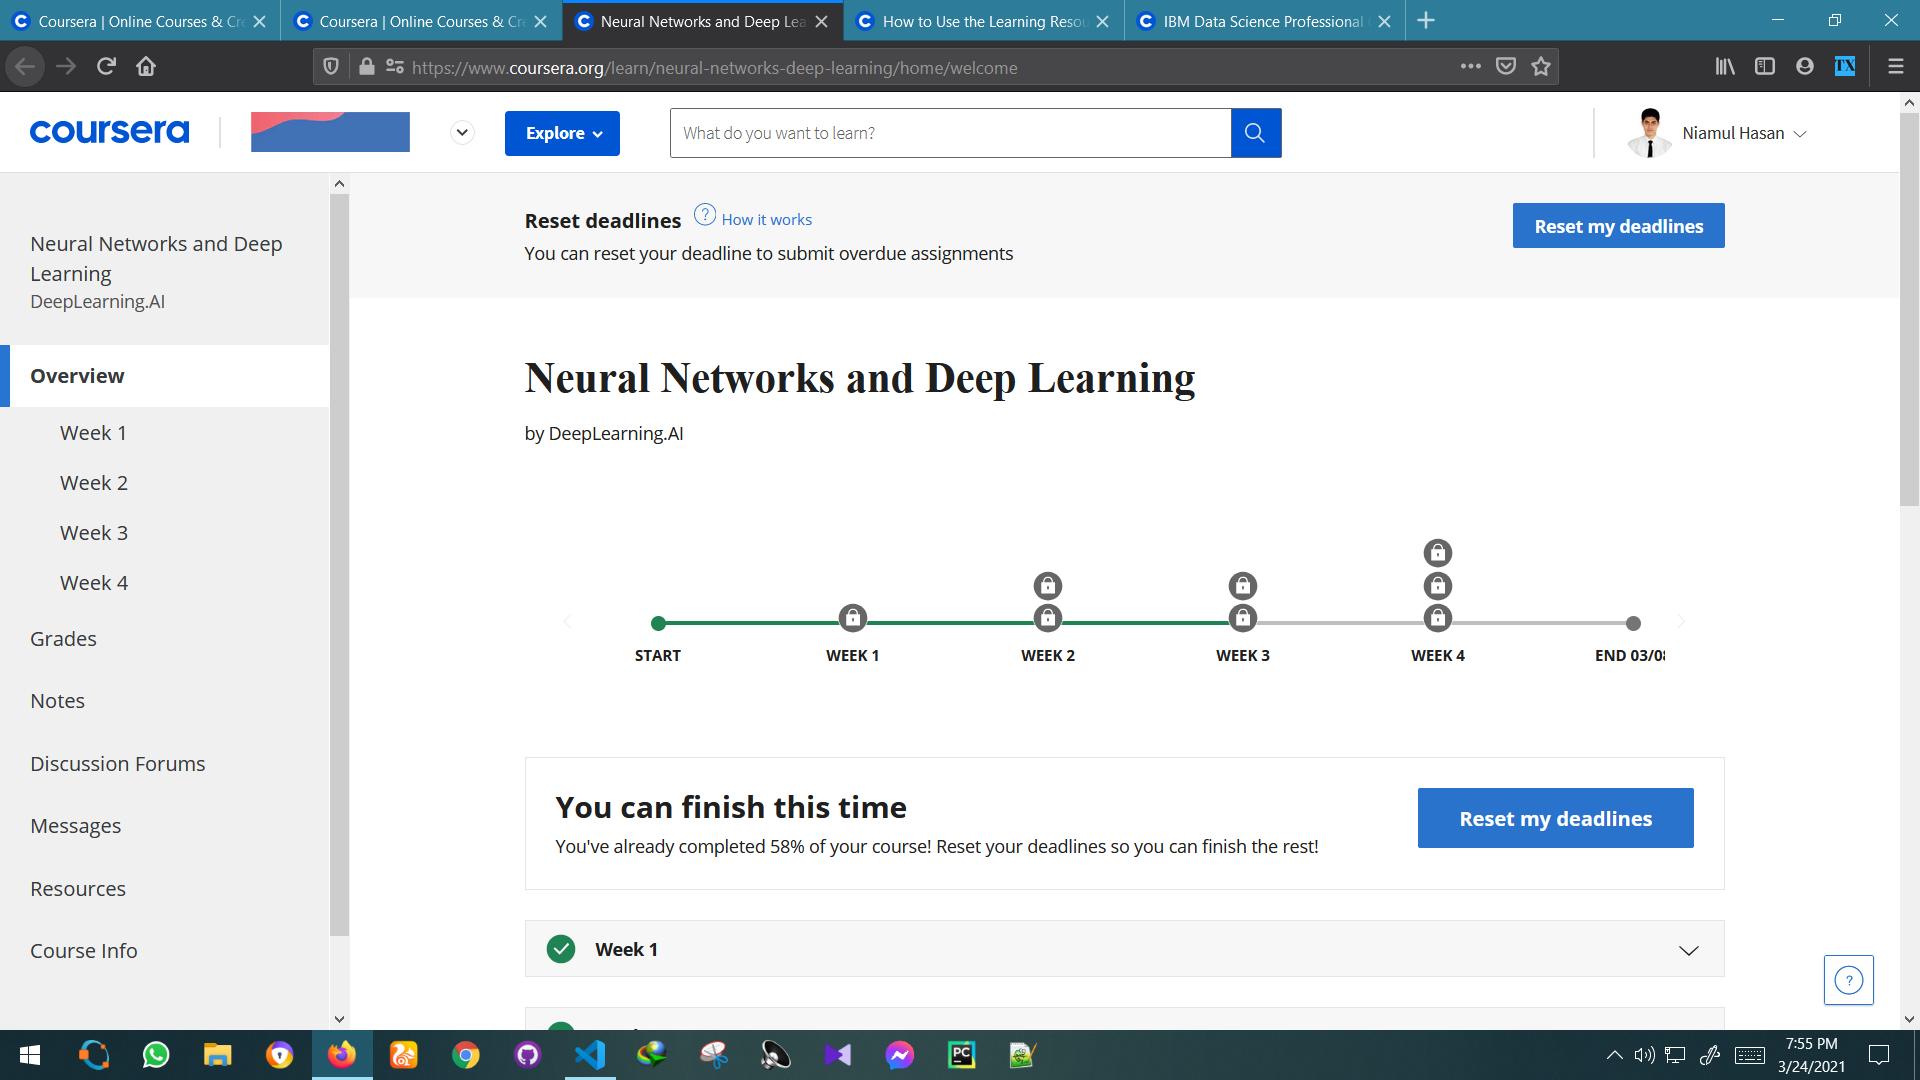 Coursera | Online Courses & Cre
Coursera | Online Courses & Cre
Neural Networks and Deep Lea
How to Use the Learning Resou
IBM Data Science Professional
https://www.coursera.org/learn/neural-networks-deep-learning/home/welcome
TX
coursera
Explore
What do you want to learn?
Niamul Hasan
Neural Networks and Deep
Learning
DeepLearning.AI
Overview
Week 1
Week 2
Week 3
Week 4
Grades
Notes
Discussion Forums
Messages
Resources
Course Info
Reset deadlines
? How it works
You can reset your deadline to submit overdue assignments
Reset my deadlines
Neural Networks and Deep Learning
by DeepLearning.AI
START
WEEK 1
WEEK 2
WEEK 3
WEEK 4
END 03/08
You can finish this time
You've already completed 58% of your course! Reset your deadlines so you can finish the rest!
Reset my deadlines
Week 1
?
PC
7:55 PM
3/24/2021